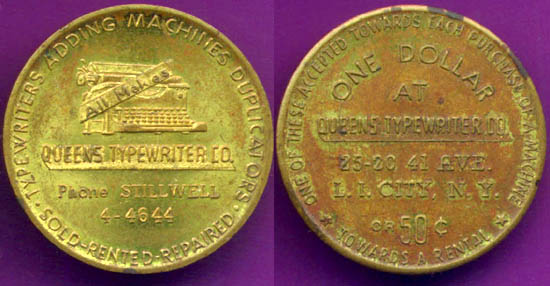 TYPEWRITERS ADDING MACHINES DUPLICATORS
All Makes
QUEENS TYPEWRITER CO.
Phone STILLWELL
4-4644
· SOLD-RENTED-REPAIRED ·
ONE OF THESE ACCEPTED TOWARDS EACH PURCHASE OF A MACHINE
ONE DOLLAR
AT
QUEENS TYPEWRITER CO.
25-20 41 AVE.
L. I. CITY, N. Y.
OR 50 ¢
★ TOWARDS A RENTAL ★